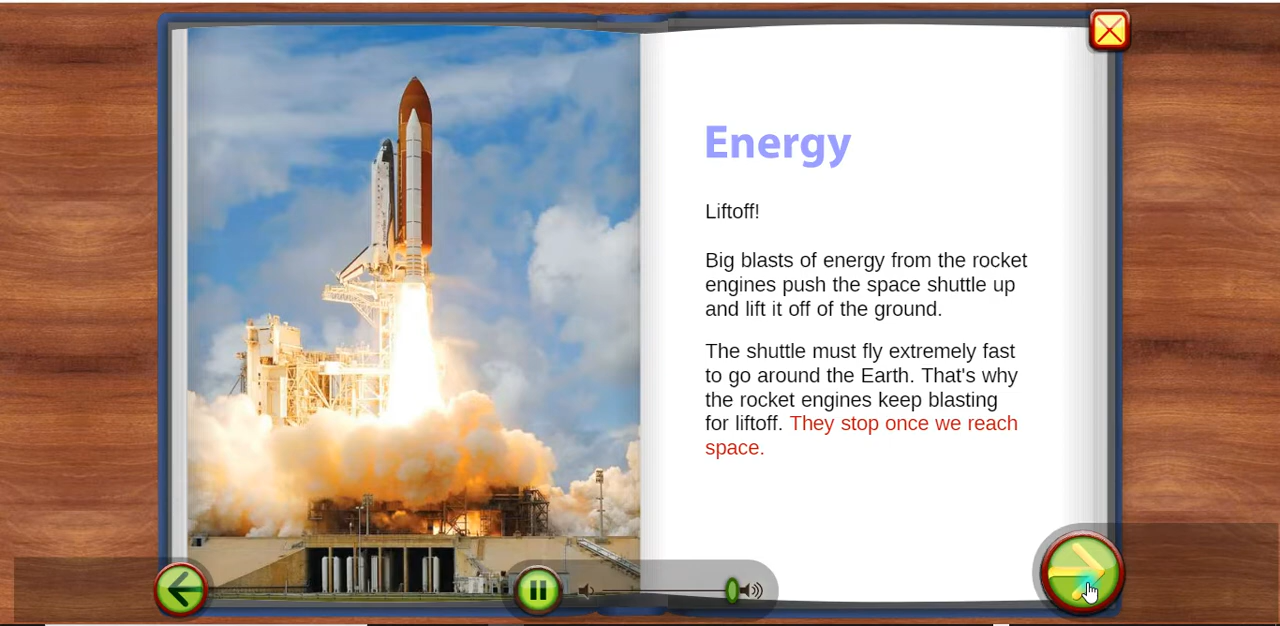 Energy
Liftoff!
Big blasts of energy from the rocket
engines push the space shuttle up
and lift it off of the ground.
The shuttle must fly extremely fast
to go around the Earth. That's why
the rocket engines keep blasting
for liftoff. They stop once we reach
space.